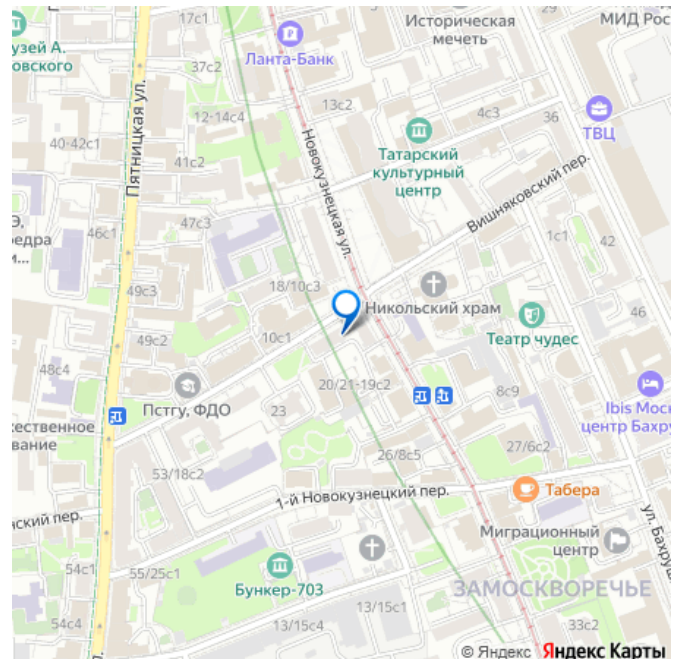 17с1
Историческая
мечеть
МИД Рос
узей А.
овского
Ланта-Банк
37с2
13с2
12-14с4
4с3
36
ТВЦ
Пятницкая ул.
Новокузнецкая ул.
40-42с1
41с2
Татарский
культурный
центр
Вишняковский пер.
Э.
едра
и...
46с1
47с3
1с1
42
49с3
18/10с3
Никольский храм
46
49с2
10с1
Театр чудес
48с4
Пстгу, ФДО
23
20/21-19с2
8с9
Ibis Мос
центр Бахру
жественное
вание
53/18с2
26/8с5
27/6с2
1-й Новокузнецкий пер.
Табера
нский пер.
Миграционный
центр
ул. Бахруш
54с1
55/25с1
Бункер-703
ЗАМОСКВОРЕЧЬЕ
13/15с1
54с4
13/15с4
33с2
© Яндекс Яндекс Карты